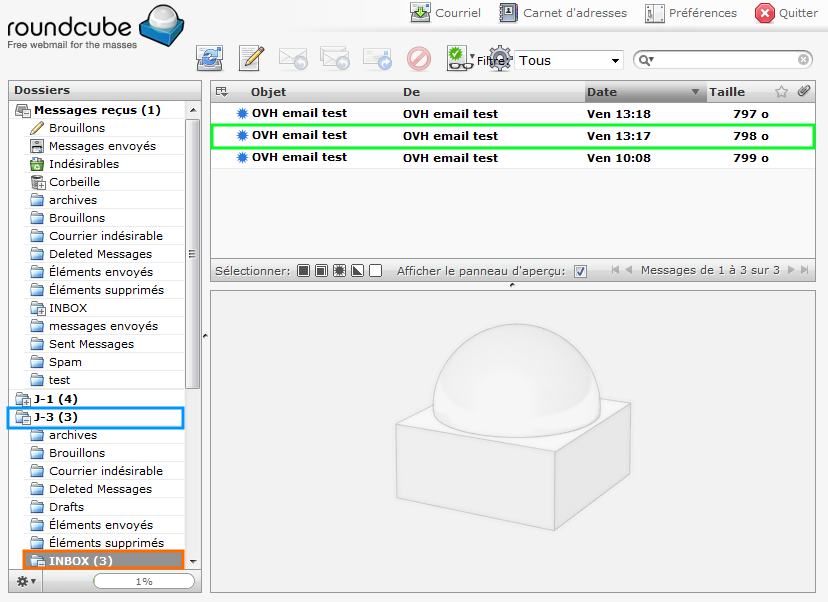 roundcube
Free webmail for the masses
Courriel Carnet d'adresses Préférences Quitter
Filtre: Tous
Dossiers
Messages reçus (1)
Brouillons
Messages envoyés
Indésirables
Corbeille
archives
Brouillons
Courrier indésirable
Deleted Messages
Éléments envoyés
Éléments supprimés
INBOX
messages envoyés
Sent Messages
Spam
test
J-1 (4)
J-3 (3)
archives
Brouillons
Courrier indésirable
Deleted Messages
Drafts
Éléments envoyés
Éléments supprimés
INBOX (3)
1%
Objet De Date Taille
OVH email test OVH email test Ven 13:18 797 o
OVH email test OVH email test Ven 13:17 798 o
OVH email test OVH email test Ven 10:08 799 o
Sélectionner: Afficher le panneau d'aperçu: Messages de 1 à 3 sur 3